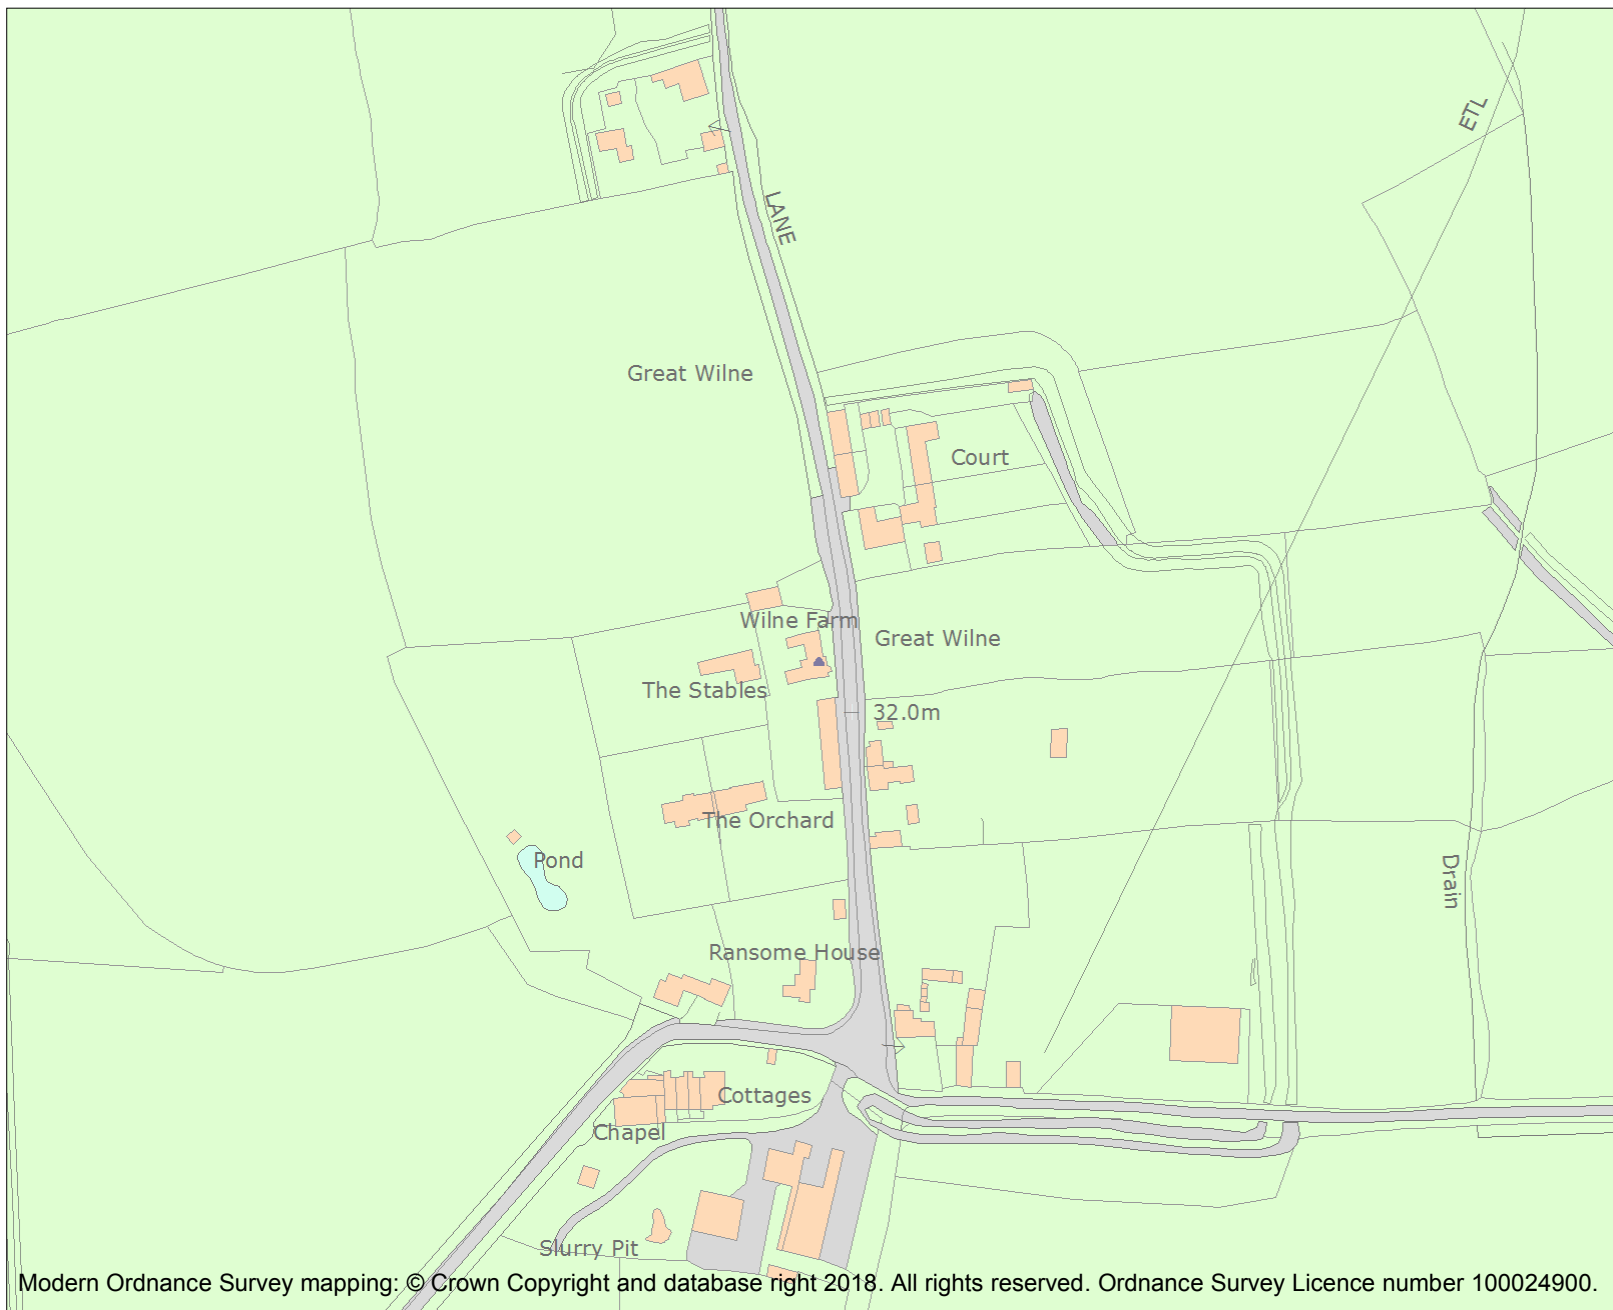 ETL
LANE
Great Wilne
Court
Wilne Farm
Great Wilne
The Stables
32.0m
The Orchard
Pond
Drain
Ransome House
Cottages
Chapel
Slurry Pit
Modern Ordnance Survey mapping: © Crown Copyright and database right 2018. All rights reserved. Ordnance Survey Licence number 100024900.